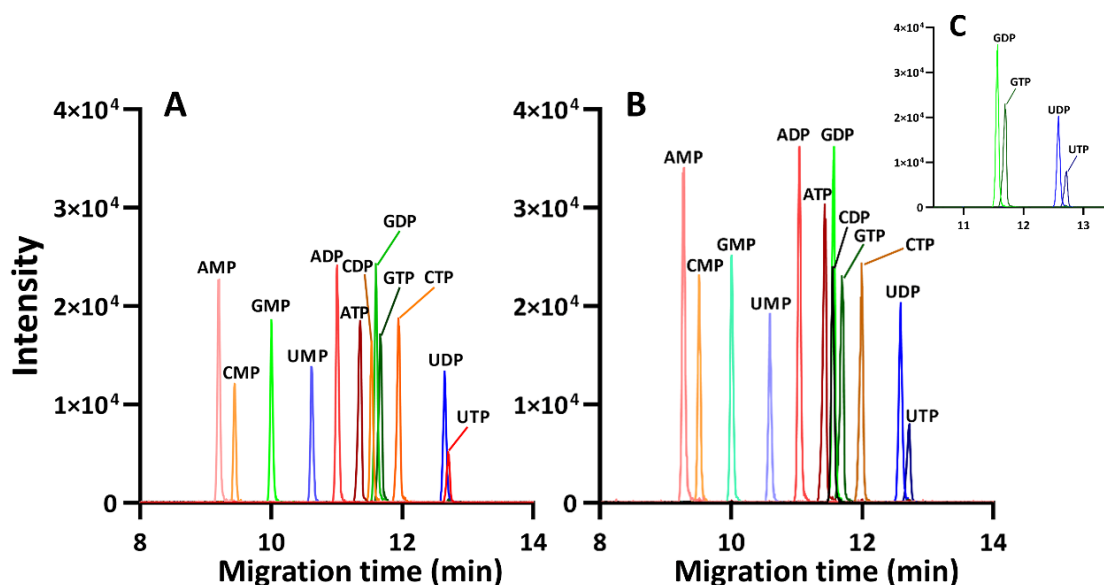 A
4×10⁴
3×10⁴
2×10⁴
1×10⁴
0
Intensity
AMP
CMP
GMP
UMP
ADP
ATP
CDP
GDP
GTP
CTP
UDP
UTP
8
10
12
14
Migration time (min)
B
4×10⁴
3×10⁴
2×10⁴
1×10⁴
0
AMP
CMP
GMP
UMP
ADP
ATP
GDP
CDP
GTP
CTP
UDP
UTP
8
10
12
14
Migration time (min)
C
4×10⁴
3×10⁴
2×10⁴
1×10⁴
0
GDP
GTP
UDP
UTP
11
12
13